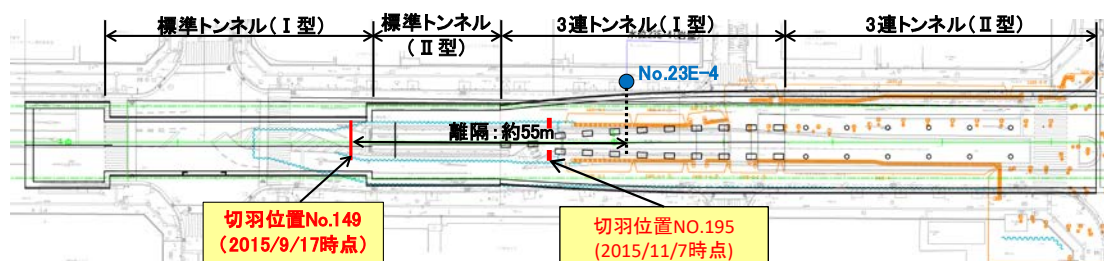 標準トンネル(Ⅰ型)
標準トンネル
(Ⅱ型)
3連トンネル(Ⅰ型)
3連トンネル(Ⅱ型)
No.23E-4
離隔:約55m
切羽位置No.149
(2015/9/17時点)
切羽位置NO.195
(2015/11/7時点)